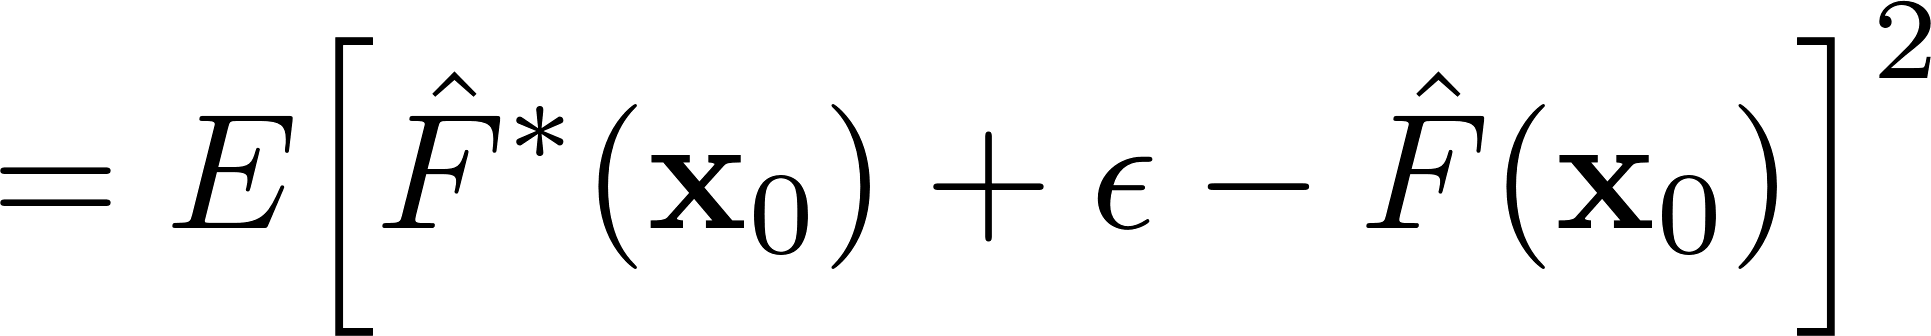 = E[F̂*(𝐱₀) + ϵ − F̂(𝐱₀)]²